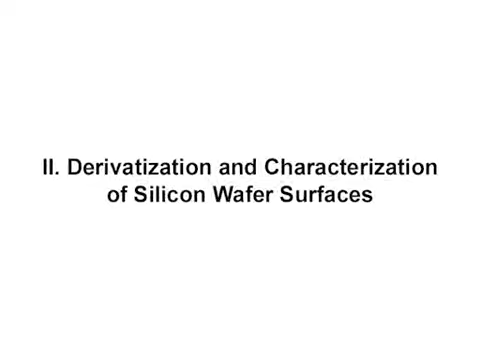 II. Derivatization and Characterization
of Silicon Wafer Surfaces